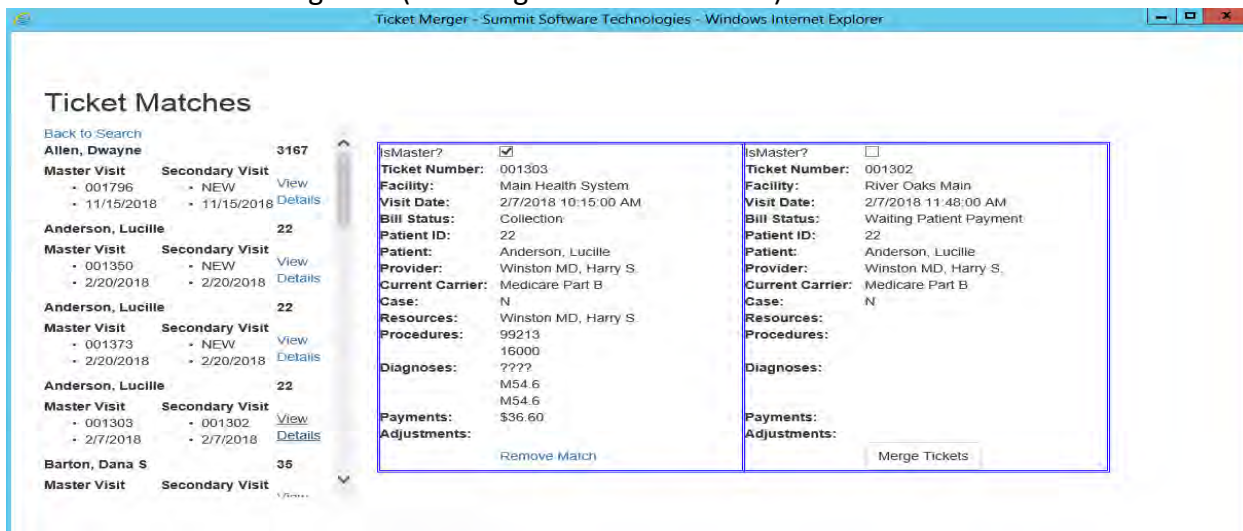 Ticket Merger - Summit Software Technologies - Windows Internet Explorer
Ticket Matches
Back to Search
Allen, Dwayne 3167
Master Visit Secondary Visit
• 001796 • NEW View
• 11/15/2018 • 11/15/2018 Details
Anderson, Lucille 22
Master Visit Secondary Visit
• 001350 • NEW View
• 2/20/2018 • 2/20/2018 Details
Anderson, Lucille 22
Master Visit Secondary Visit
• 001373 • NEW View
• 2/20/2018 • 2/20/2018 Details
Anderson, Lucille 22
Master Visit Secondary Visit
• 001303 • 001302 View
• 2/7/2018 • 2/7/2018 Details
Barton, Dana S 35
Master Visit Secondary Visit
View
IsMaster?
Ticket Number: 001303
Facility: Main Health System
Visit Date: 2/7/2018 10:15:00 AM
Bill Status: Collection
Patient ID: 22
Patient: Anderson, Lucille
Provider: Winston MD, Harry S.
Current Carrier: Medicare Part B
Case: N
Resources: Winston MD, Harry S.
Procedures: 99213
16000
Diagnoses: ????
M54.6
M54.6
Payments: $36.60
Adjustments:
Remove Match
IsMaster?
Ticket Number: 001302
Facility: River Oaks Main
Visit Date: 2/7/2018 11:48:00 AM
Bill Status: Waiting Patient Payment
Patient ID: 22
Patient: Anderson, Lucille
Provider: Winston MD, Harry S.
Current Carrier: Medicare Part B
Case: N
Resources:
Procedures:
Diagnoses:
Payments:
Adjustments:
Merge Tickets